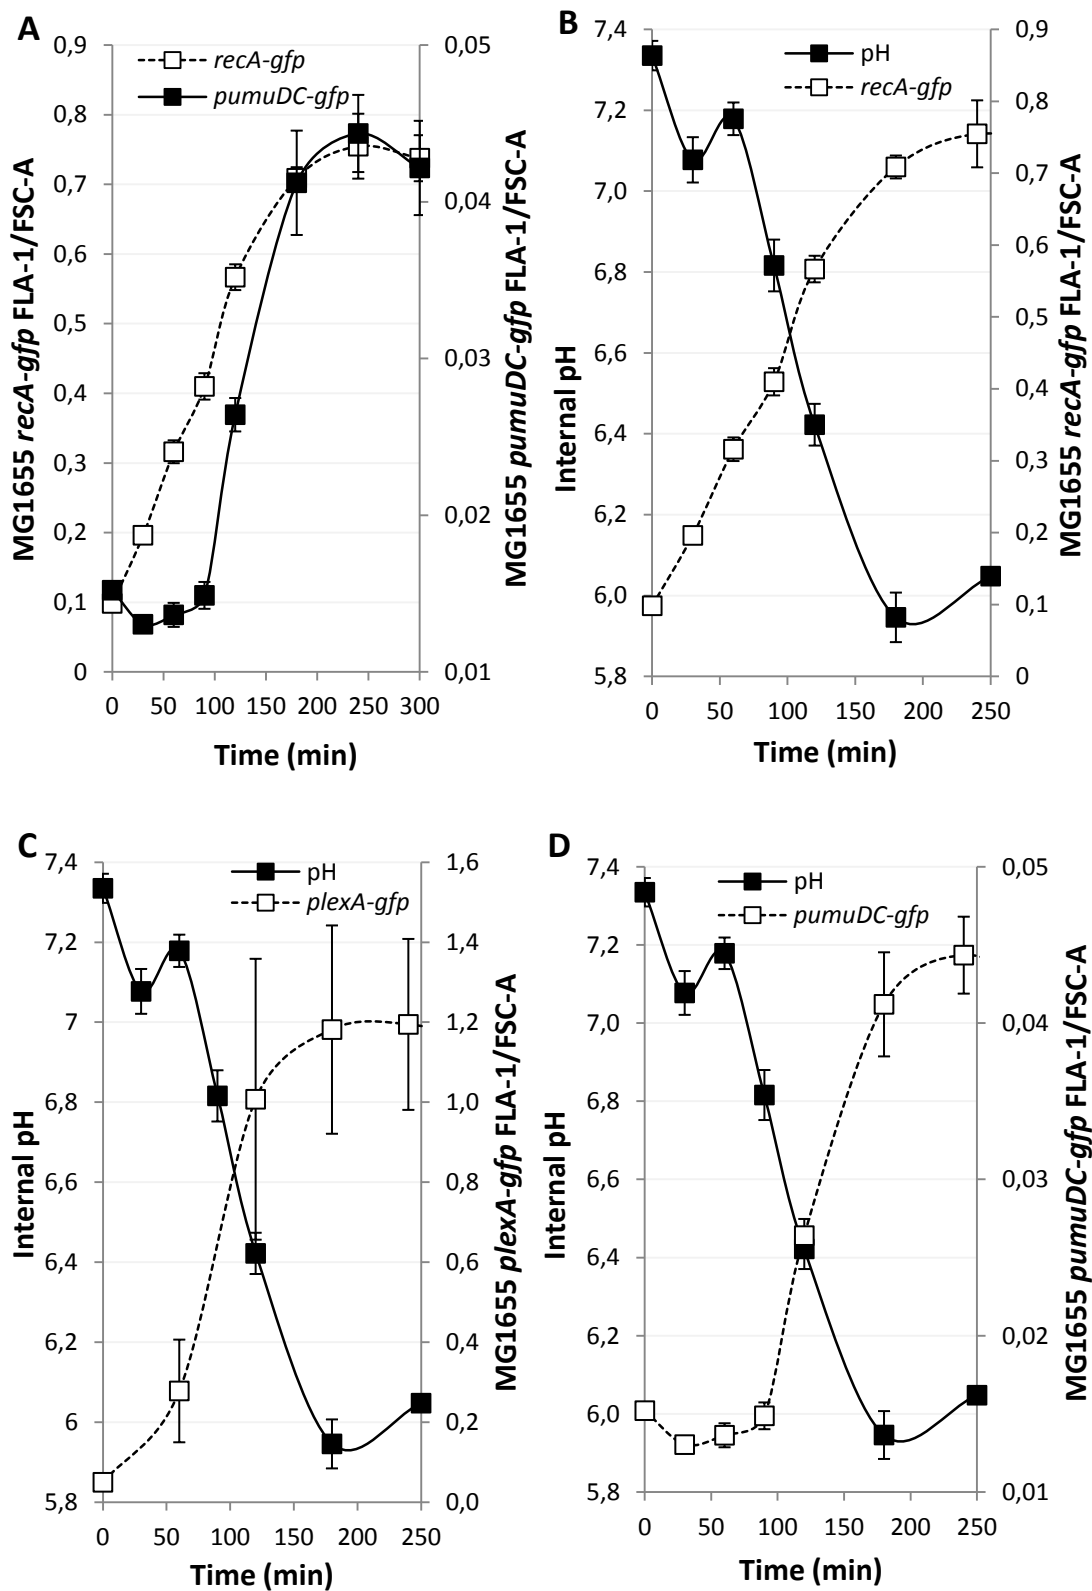 A
recA-gfp
pumuDC-gfp
MG1655 recA-gfp FLA-1/FSC-A
0,9
0,8
0,7
0,6
0,5
0,4
0,3
0,2
0,1
0
0,05
0,04
0,03
0,02
0,01
MG1655 pumuDC-gfp FLA-1/FSC-A
0 50 100 150 200 250 300
Time (min)
B
pH
recA-gfp
Internal pH
7,4
7,2
7,0
6,8
6,6
6,4
6,2
6,0
5,8
0,9
0,8
0,7
0,6
0,5
0,4
0,3
0,2
0,1
0
MG1655 recA-gfp FLA-1/FSC-A
0 50 100 150 200 250
Time (min)
C
pH
plexA-gfp
Internal pH
7,4
7,2
7
6,8
6,6
6,4
6,2
6
5,8
1,6
1,4
1,2
1,0
0,8
0,6
0,4
0,2
0,0
MG1655 plexA-gfp FLA-1/FSC-A
0 50 100 150 200 250
Time (min)
D
pH
pumuDC-gfp
Internal pH
7,4
7,2
7,0
6,8
6,6
6,4
6,2
6,0
5,8
0,05
0,04
0,03
0,02
0,01
MG1655 pumuDC-gfp FLA-1/FSC-A
0 50 100 150 200 250
Time (min)